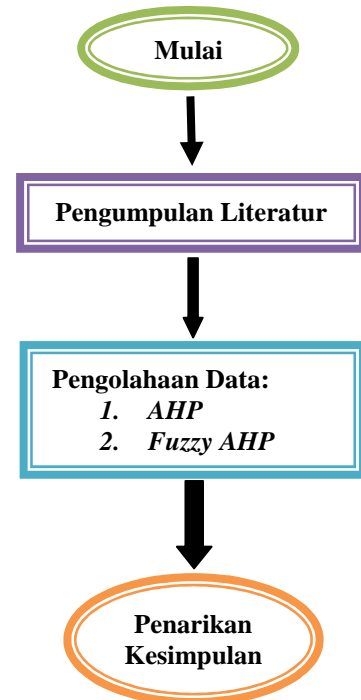 Mulai
Pengumpulan Literatur
Pengolahaan Data:
1. AHP
2. Fuzzy AHP
Penarikan
Kesimpulan